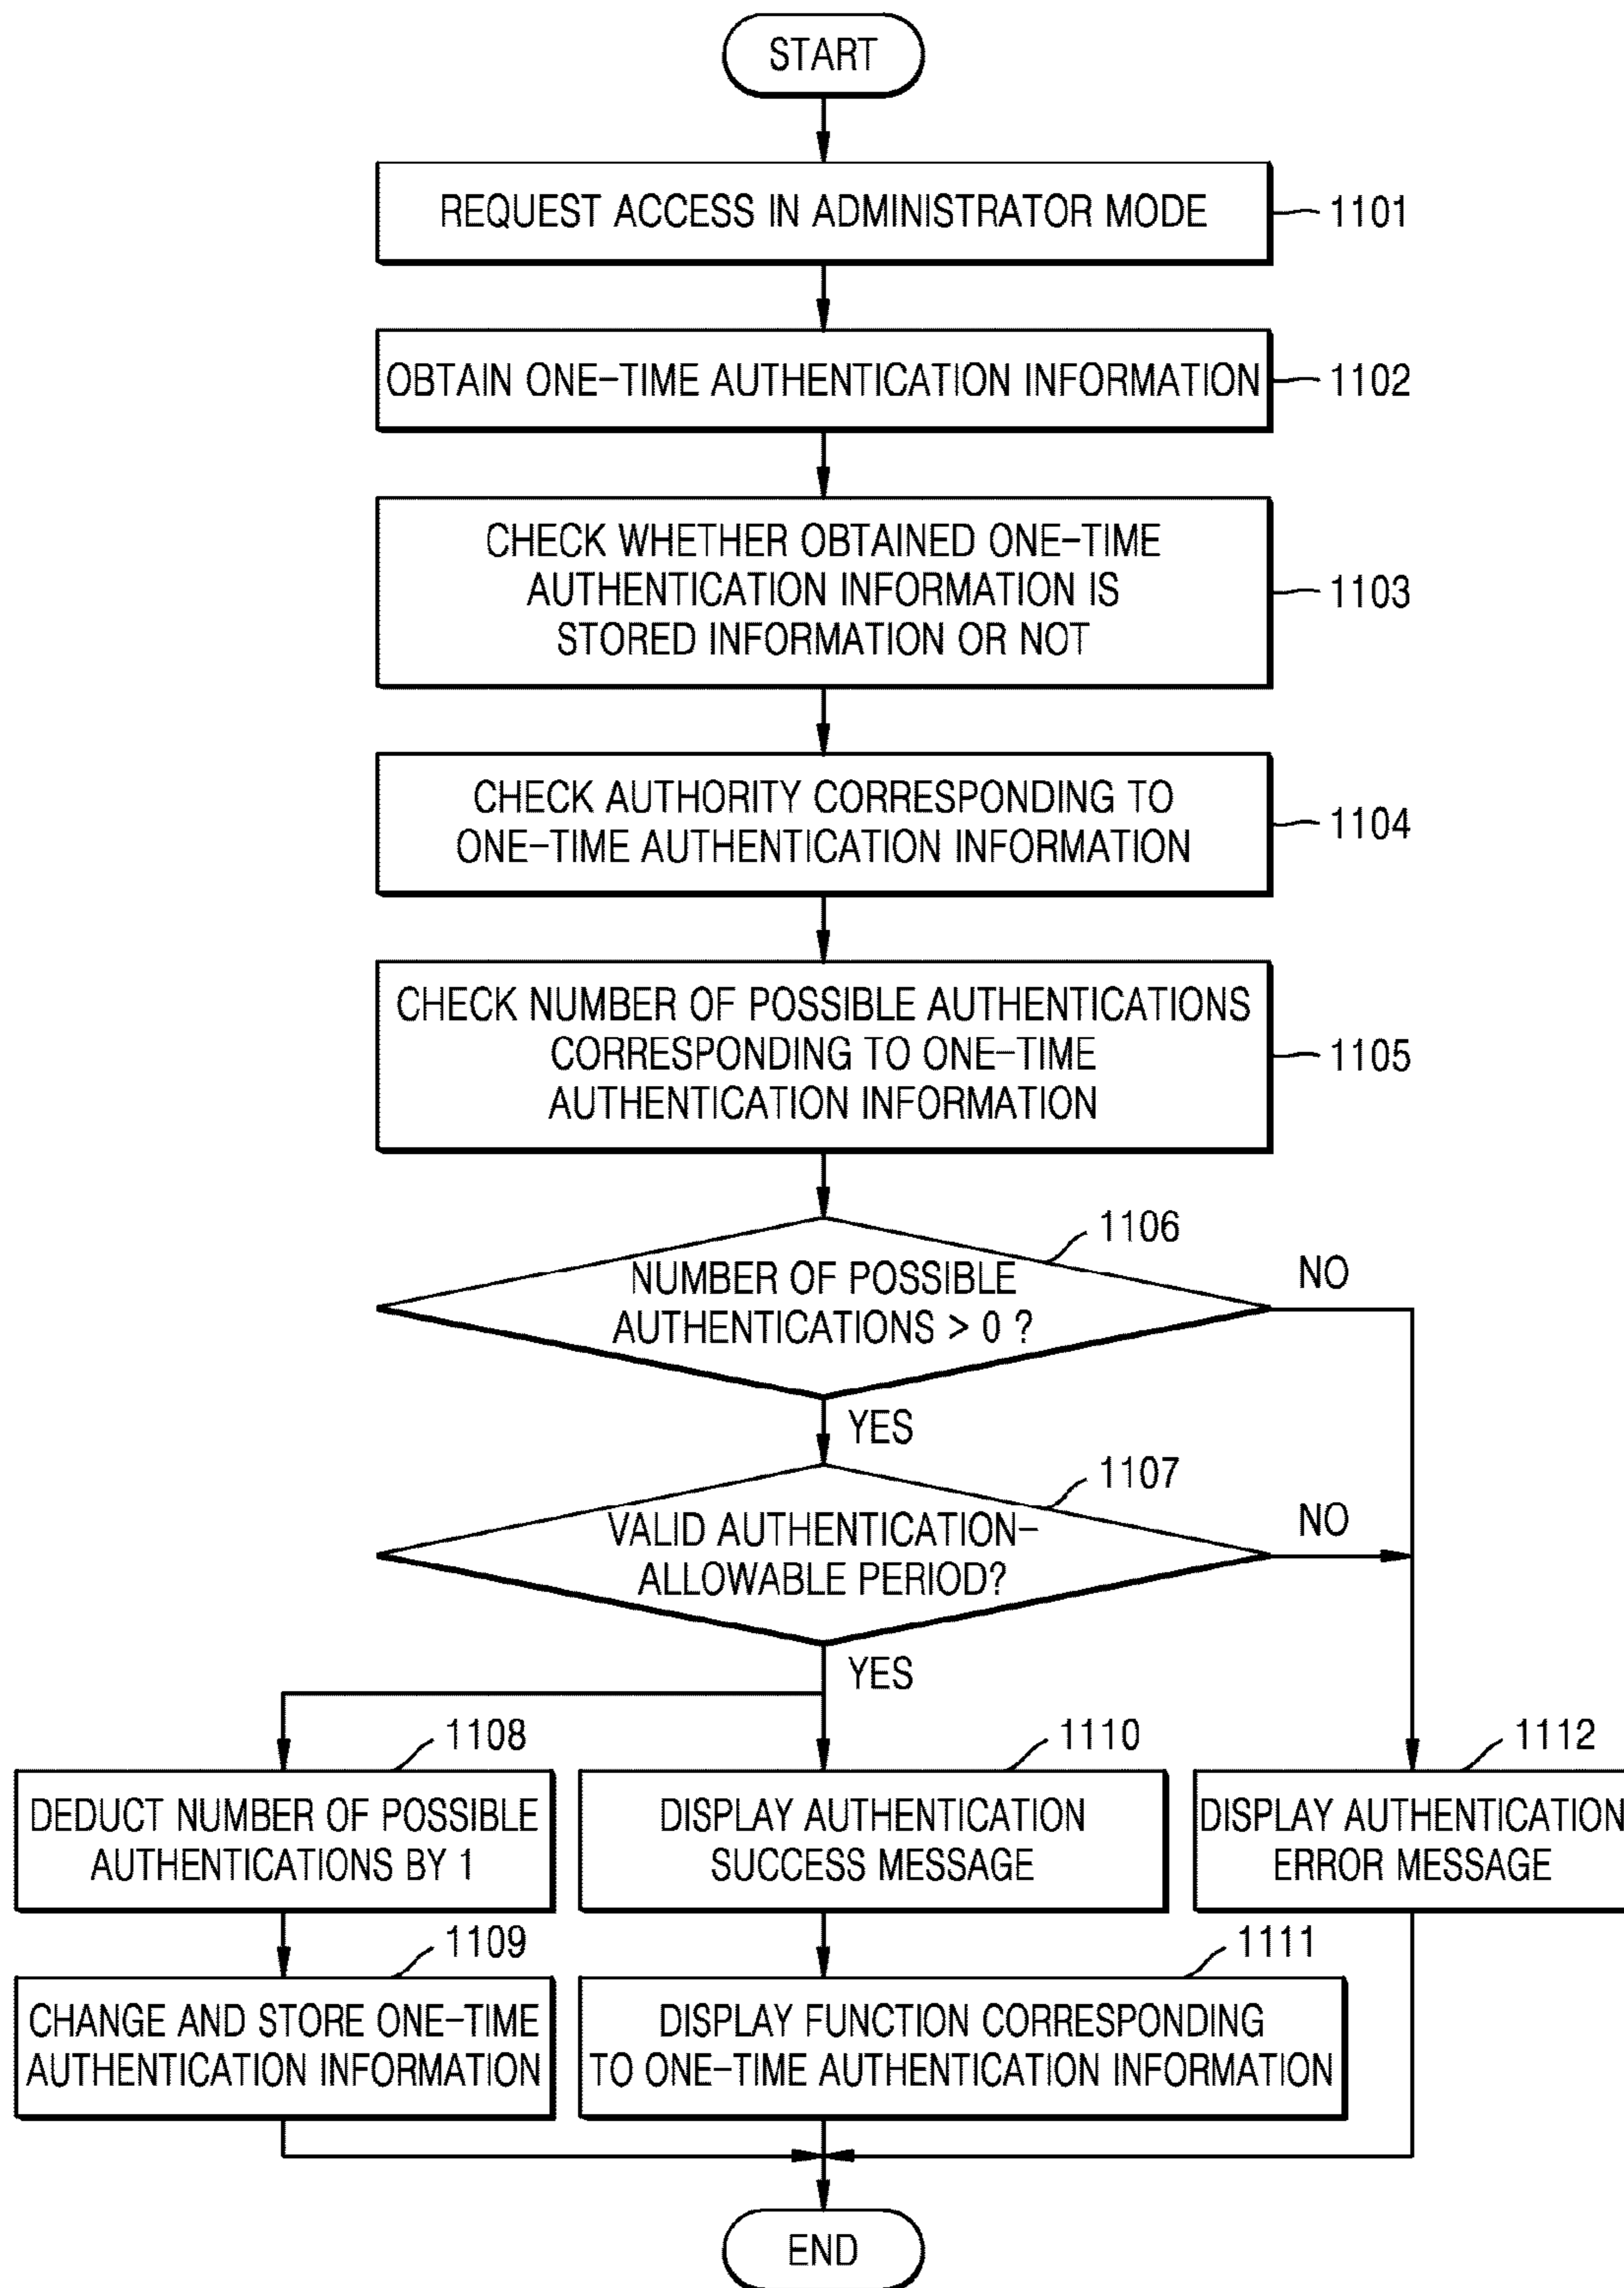 START
REQUEST ACCESS IN ADMINISTRATOR MODE
1101
OBTAIN ONE-TIME AUTHENTICATION INFORMATION
1102
CHECK WHETHER OBTAINED ONE-TIME
AUTHENTICATION INFORMATION IS
STORED INFORMATION OR NOT
1103
CHECK AUTHORITY CORRESPONDING TO
ONE-TIME AUTHENTICATION INFORMATION
1104
CHECK NUMBER OF POSSIBLE AUTHENTICATIONS
CORRESPONDING TO ONE-TIME
AUTHENTICATION INFORMATION
1105
1106
NUMBER OF POSSIBLE
AUTHENTICATIONS > 0 ?
NO
YES
1107
VALID AUTHENTICATION-
ALLOWABLE PERIOD?
NO
YES
1108
DEDUCT NUMBER OF POSSIBLE
AUTHENTICATIONS BY 1
1110
DISPLAY AUTHENTICATION
SUCCESS MESSAGE
1112
DISPLAY AUTHENTICATION
ERROR MESSAGE
1109
CHANGE AND STORE ONE-TIME
AUTHENTICATION INFORMATION
1111
DISPLAY FUNCTION CORRESPONDING
TO ONE-TIME AUTHENTICATION INFORMATION
END